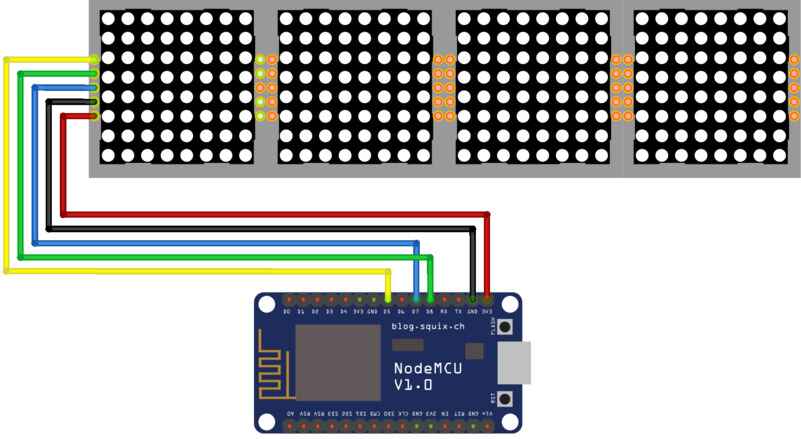 D0 D1 D2 D3 D4 3V3 GND D5 D6 D7 D8 RX TX GND 3V3
blog.squix.ch
FLASH
NodeMCU
V1.0
RST
A0 RSV RSV SD3 SD2 SD1 CMD SD0 CLK GND 3V3 EN RST GND Vin